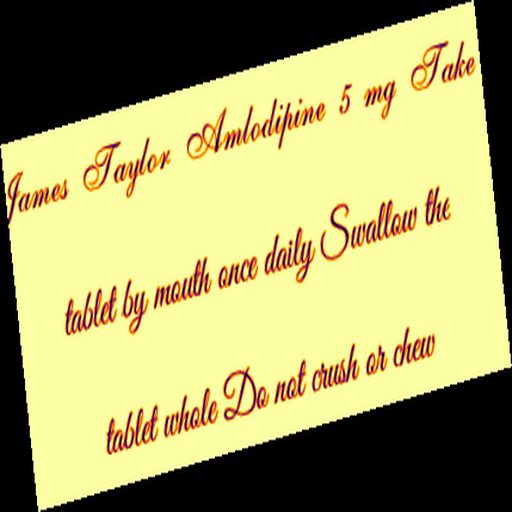 James Taylor Amlodipine 5 mg Take
tablet by mouth once daily Swallow the
tablet whole Do not crush or chew